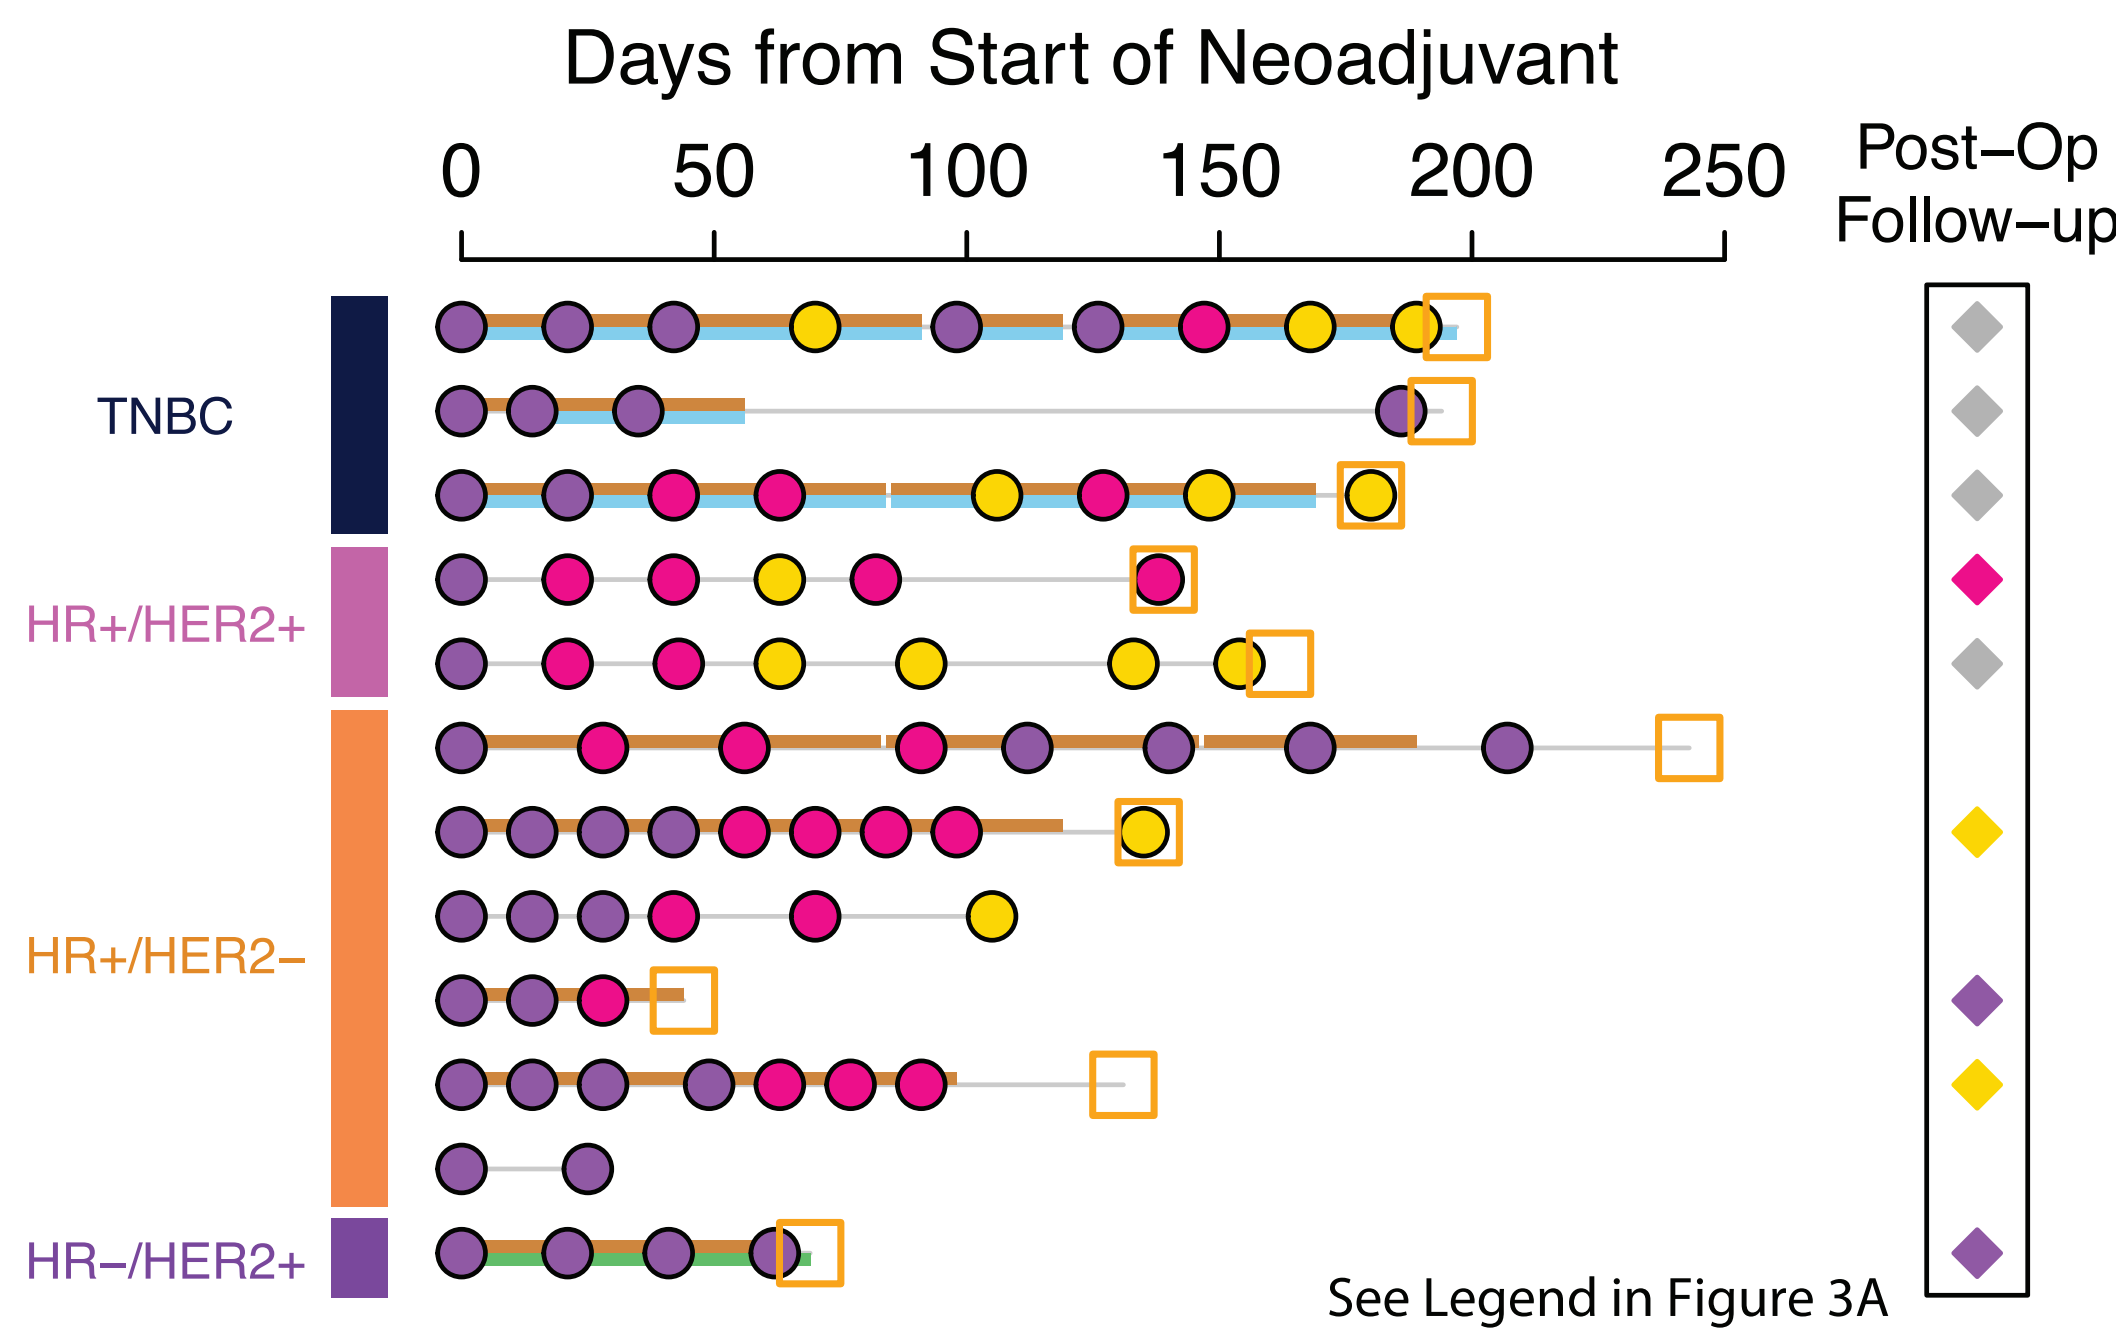 Days from Start of Neoadjuvant
0 50 100 150 200 250
Post–Op
Follow–up
TNBC
HR+/HER2+
HR+/HER2–
HR–/HER2+
See Legend in Figure 3A